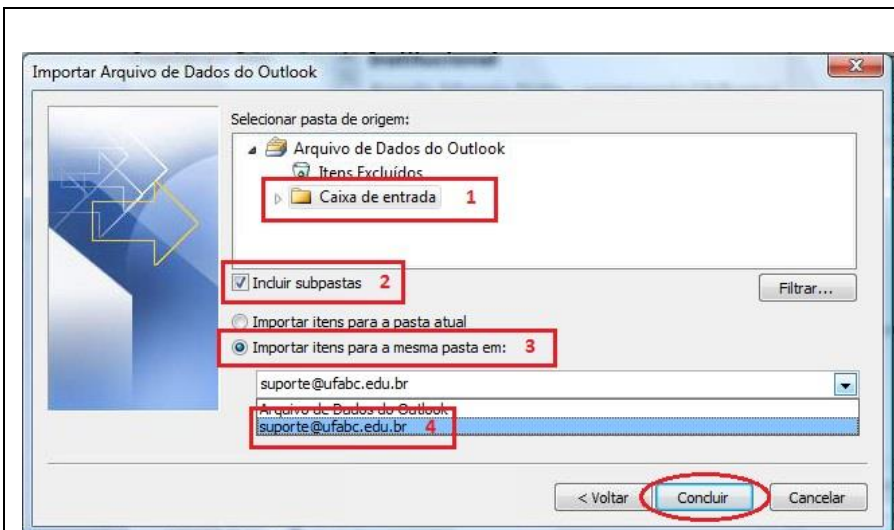 Importar Arquivo de Dados do Outlook
Selecionar pasta de origem:
Arquivo de Dados do Outlook
Itens Excluídos
Caixa de entrada 1
Incluir subpastas 2
Filtrar...
Importar itens para a pasta atual
Importar itens para a mesma pasta em: 3
suporte@ufabc.edu.br
Arquivo de Dados do Outlook
suporte@ufabc.edu.br 4
< Voltar Concluir Cancelar